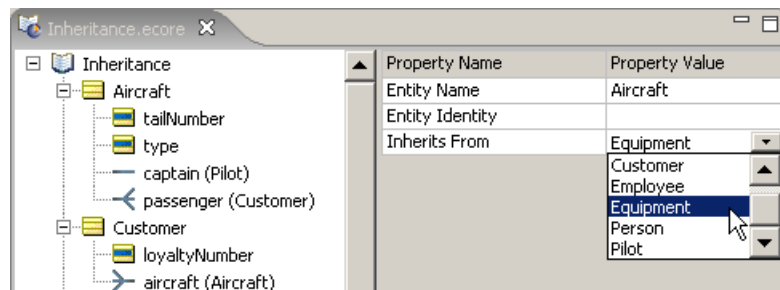 Inheritance.ecore
Inheritance
Aircraft
tailNumber
type
captain (Pilot)
passenger (Customer)
Customer
loyaltyNumber
aircraft (Aircraft)
Property Name Property Value
Entity Name Aircraft
Entity Identity
Inherits From Equipment
Customer
Employee
Equipment
Person
Pilot